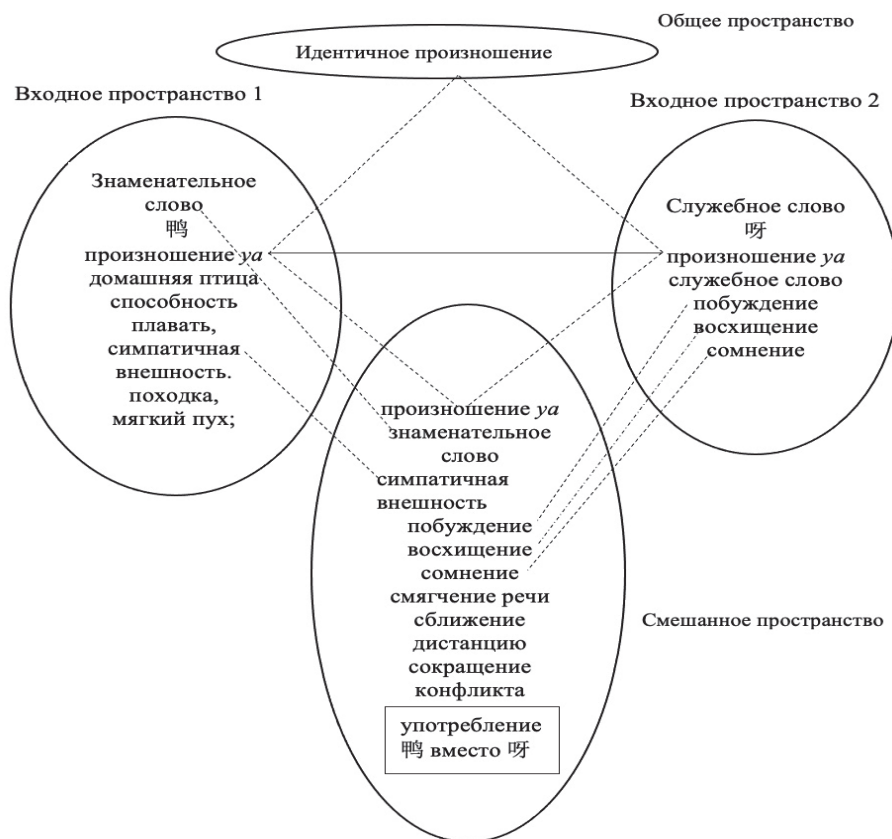 Общее пространство
Идентичное произношение
Входное пространство 1
Входное пространство 2
Знаменательное
слово
鸭
произношение ya
домашняя птица
способность
плавать,
симпатичная
внешность.
походка,
мягкий пух;
Служебное слово
呀
произношение ya
служебное слово
побуждение
восхищение
сомнение
произношение ya
знаменательное
слово
симпатичная
внешность
побуждение
восхищение
сомнение
смягчение речи
сближение
дистанцию
сокращение
конфликта
употребление
鸭 вместо 呀
Смешанное пространство